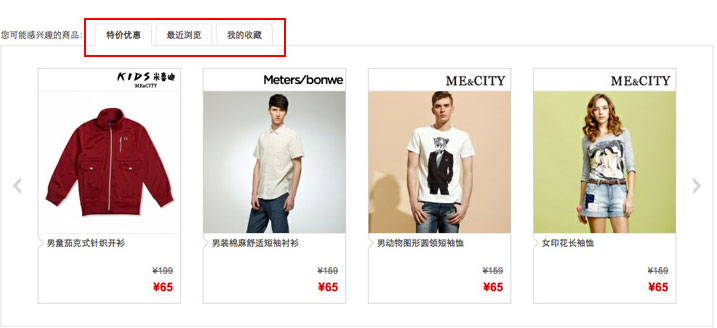 您可能感兴趣的商品:
特价优惠
最近浏览
我的收藏
KIDS 米喜迪
ME&CITY
Meters/bonwe
ME&CITY
ME&CITY
男童茄克式针织开衫
男装棉麻舒适短袖衬衫
男动物图形圆领短袖恤
女印花长袖恤
¥199
¥159
¥159
¥159
¥65
¥65
¥65
¥65